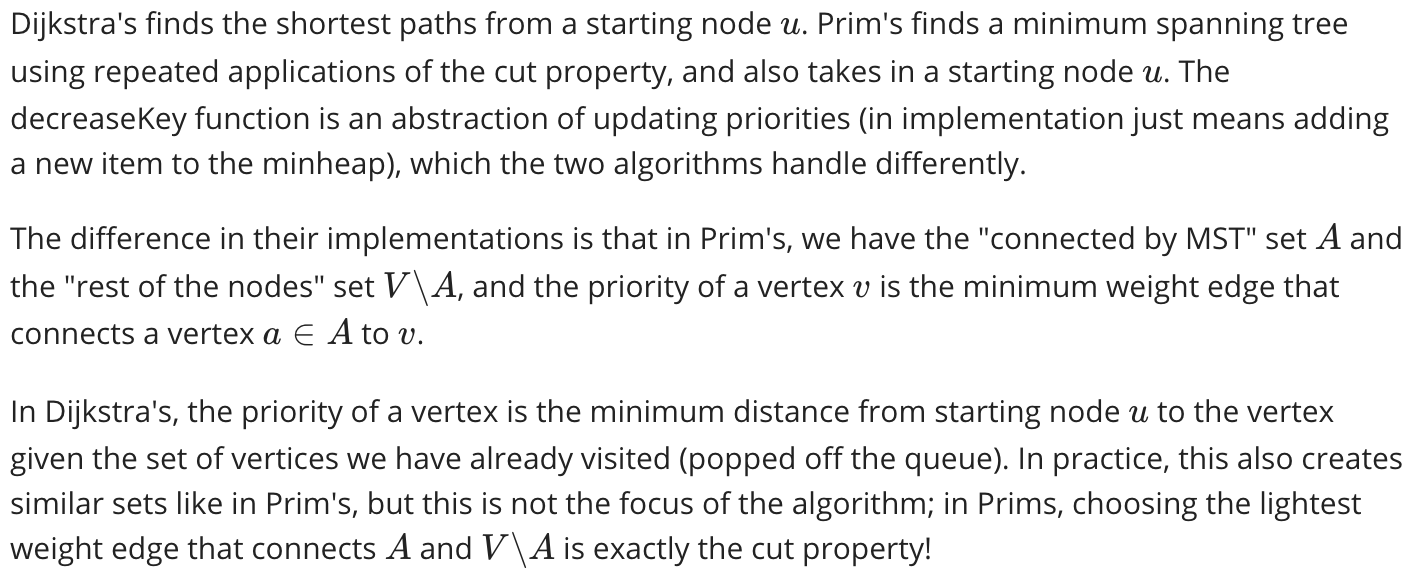 Dijkstra's finds the shortest paths from a starting node u. Prim's finds a minimum spanning tree
using repeated applications of the cut property, and also takes in a starting node u. The
decreaseKey function is an abstraction of updating priorities (in implementation just means adding
a new item to the minheap), which the two algorithms handle differently.
The difference in their implementations is that in Prim's, we have the "connected by MST" set A and
the "rest of the nodes" set V\A, and the priority of a vertex v is the minimum weight edge that
connects a vertex a ∈ A to v.
In Dijkstra's, the priority of a vertex is the minimum distance from starting node u to the vertex
given the set of vertices we have already visited (popped off the queue). In practice, this also creates
similar sets like in Prim's, but this is not the focus of the algorithm; in Prims, choosing the lightest
weight edge that connects A and V\A is exactly the cut property!